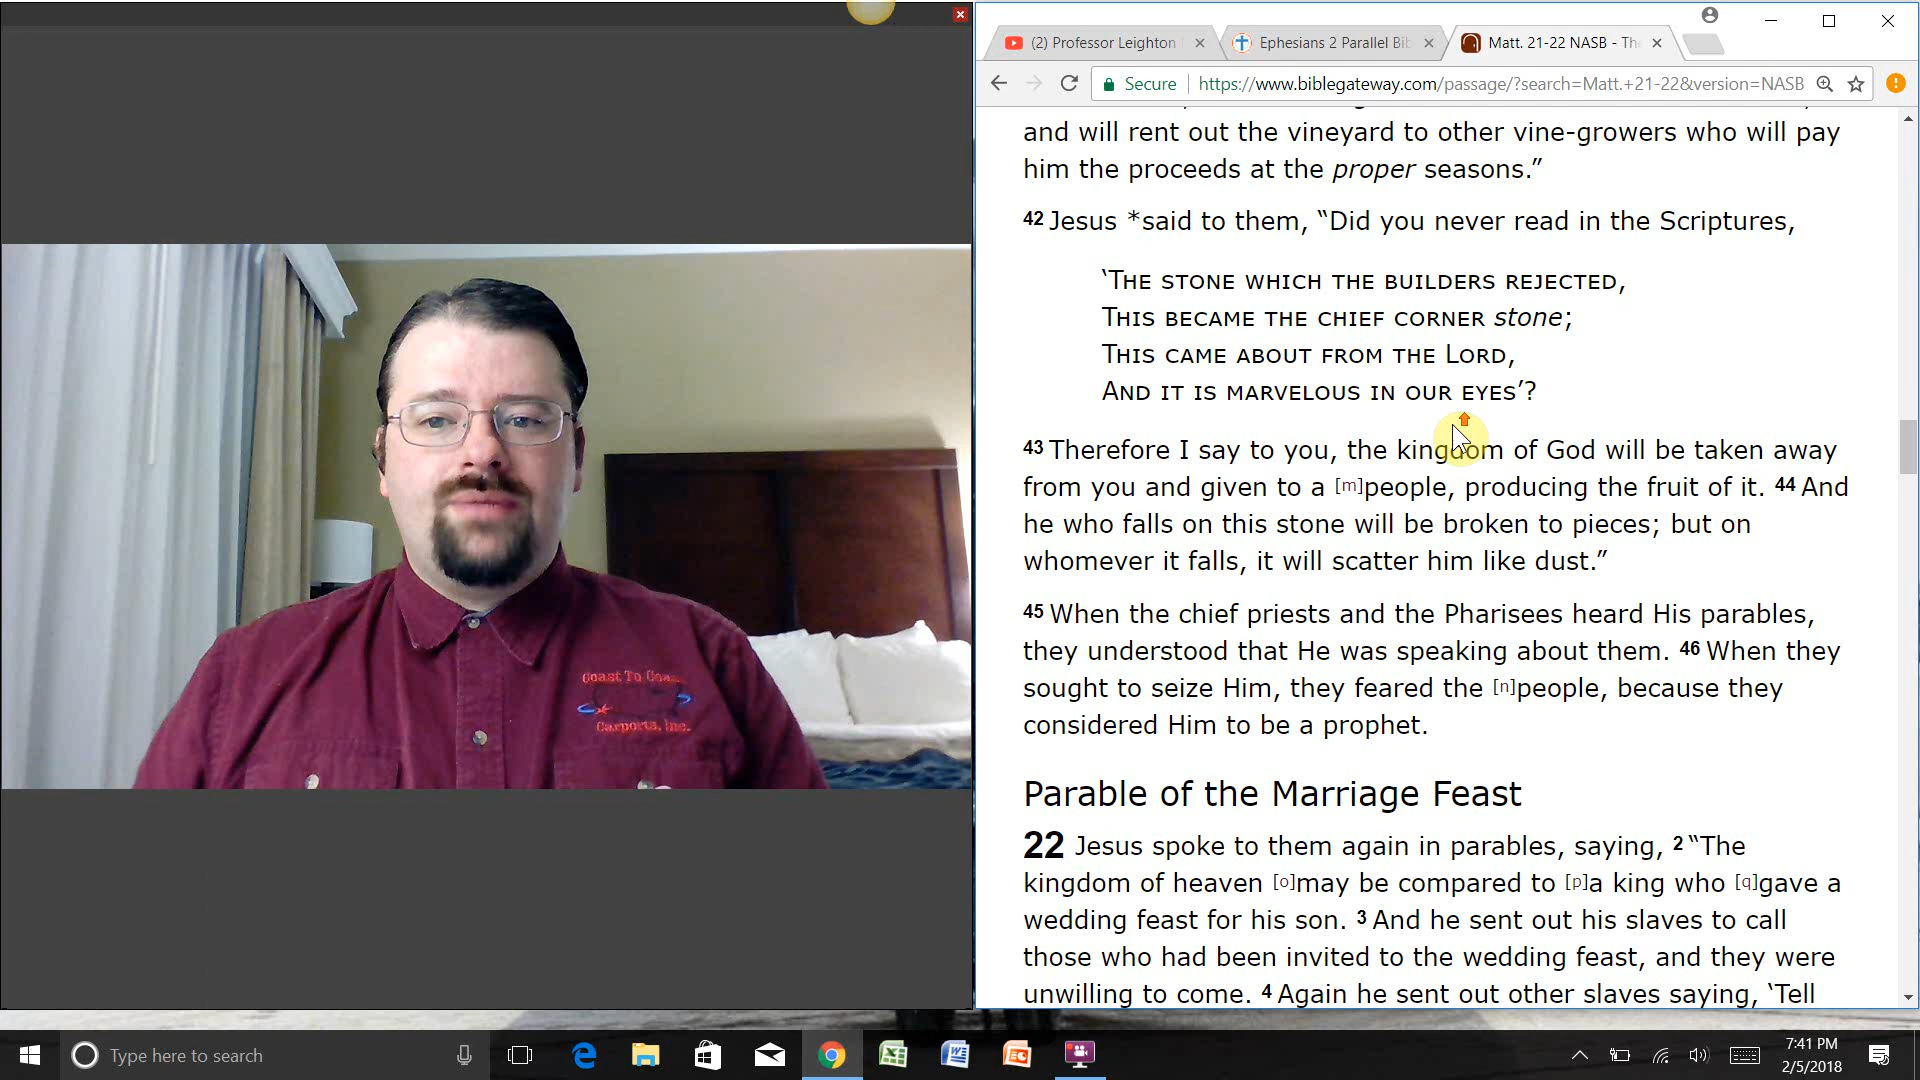 (2) Professor Leighton
Ephesians 2 Parallel Bib
Matt. 21-22 NASB - The
Secure
https://www.biblegateway.com/passage/?search=Matt.+21-22&version=NASB
and will rent out the vineyard to other vine-growers who will pay
him the proceeds at the proper seasons.”
42 Jesus *said to them, “Did you never read in the Scriptures,
‘The stone which the builders rejected,
This became the chief corner stone;
This came about from the Lord,
And it is marvelous in our eyes’?
43 Therefore I say to you, the kingdom of God will be taken away
from you and given to a [m]people, producing the fruit of it. 44 And
he who falls on this stone will be broken to pieces; but on
whomever it falls, it will scatter him like dust.”
45 When the chief priests and the Pharisees heard His parables,
they understood that He was speaking about them. 46 When they
sought to seize Him, they feared the [n]people, because they
considered Him to be a prophet.
Parable of the Marriage Feast
22 Jesus spoke to them again in parables, saying, 2 “The
kingdom of heaven [o]may be compared to [p]a king who [q]gave a
wedding feast for his son. 3 And he sent out his slaves to call
those who had been invited to the wedding feast, and they were
unwilling to come. 4 Again he sent out other slaves saying, ‘Tell
Coast To Coas
Carports, Inc.
Type here to search
7:41 PM
2/5/2018